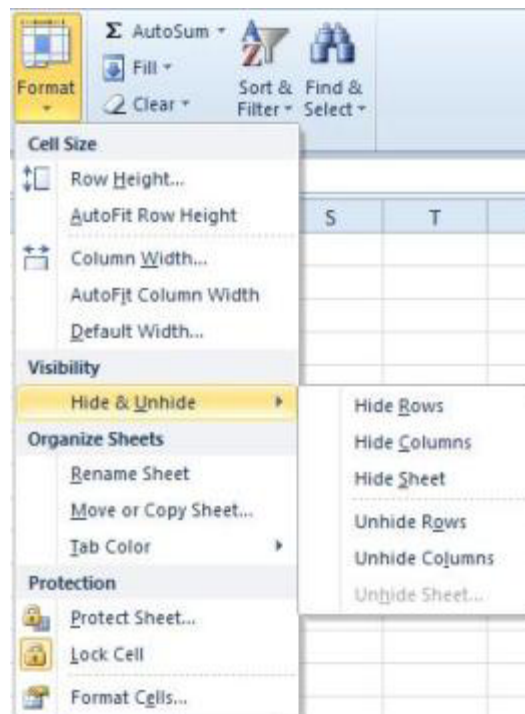 Σ AutoSum
Fill
Clear
Format
Sort & Filter
Find & Select
Cell Size
Row Height...
AutoFit Row Height
Column Width...
AutoFit Column Width
Default Width...
Visibility
Hide & Unhide
Organize Sheets
Rename Sheet
Move or Copy Sheet...
Tab Color
Protection
Protect Sheet...
Lock Cell
Format Cells...
S T
Hide Rows
Hide Columns
Hide Sheet
Unhide Rows
Unhide Columns
Unhide Sheet...